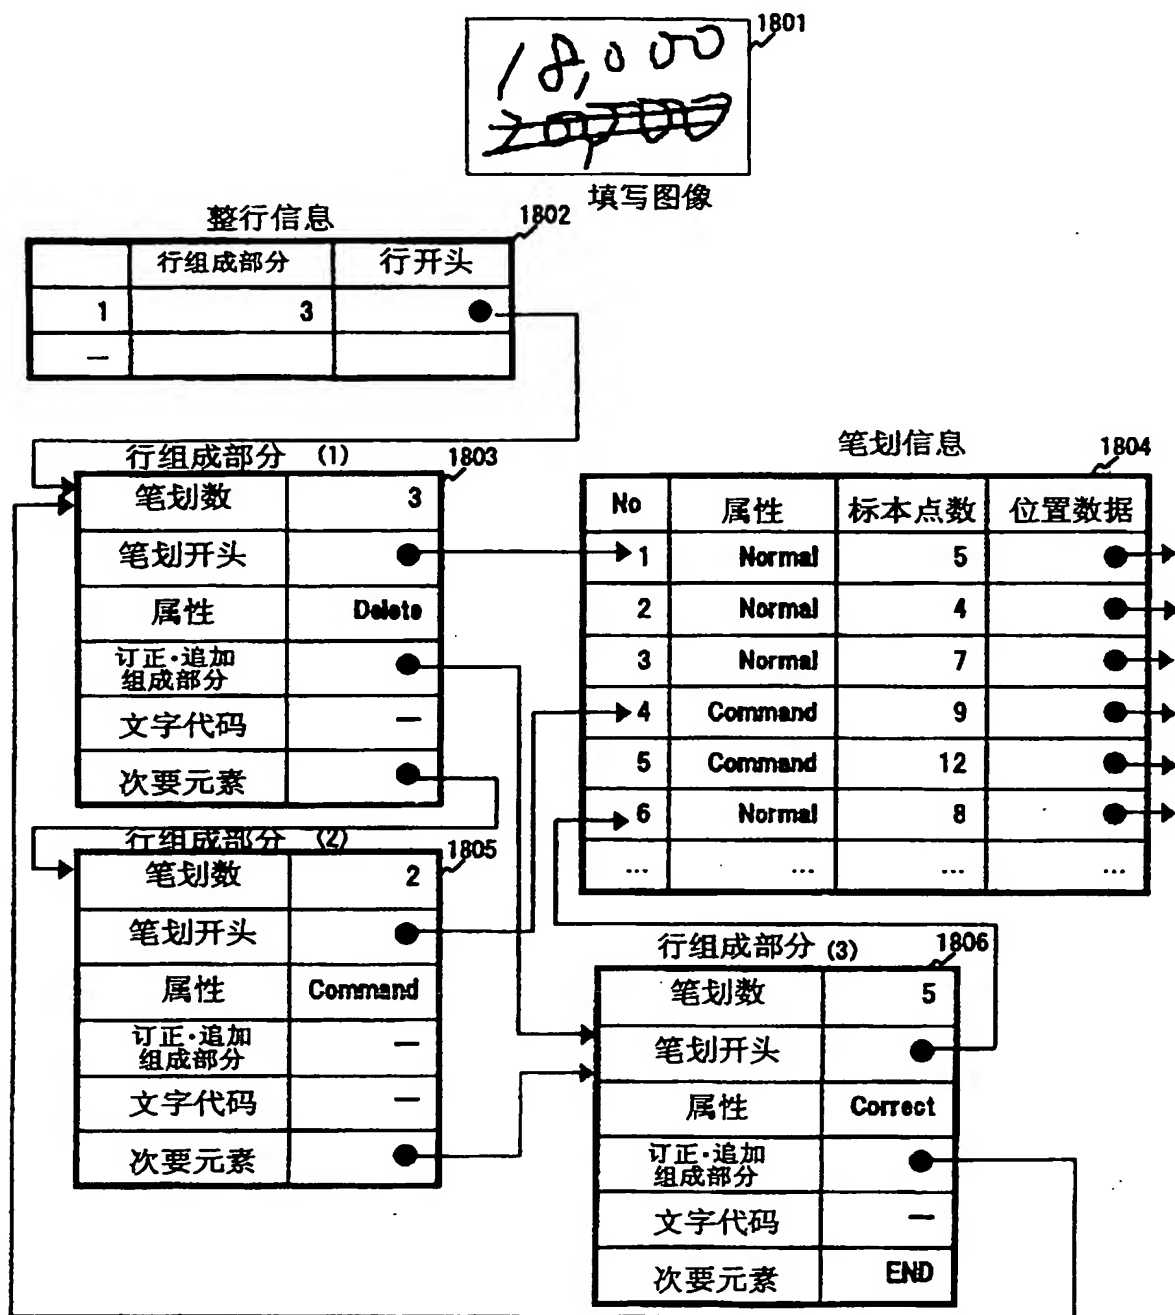 1801
18,000
填写图像
整行信息 1802
行组成部分 行开头
1 3
—
行组成部分 (1) 1803
笔划数 3
笔划开头
属性 Delete
订正·追加
组成部分
文字代码 —
次要元素
笔划信息 1804
No 属性 标本点数 位置数据
1 Normal 5
2 Normal 4
3 Normal 7
4 Command 9
5 Command 12
6 Normal 8
... ... ... ...
行组成部分 (2) 1805
笔划数 2
笔划开头
属性 Command
订正·追加
组成部分 —
文字代码 —
次要元素
行组成部分 (3) 1806
笔划数 5
笔划开头
属性 Correct
订正·追加
组成部分
文字代码 —
次要元素 END